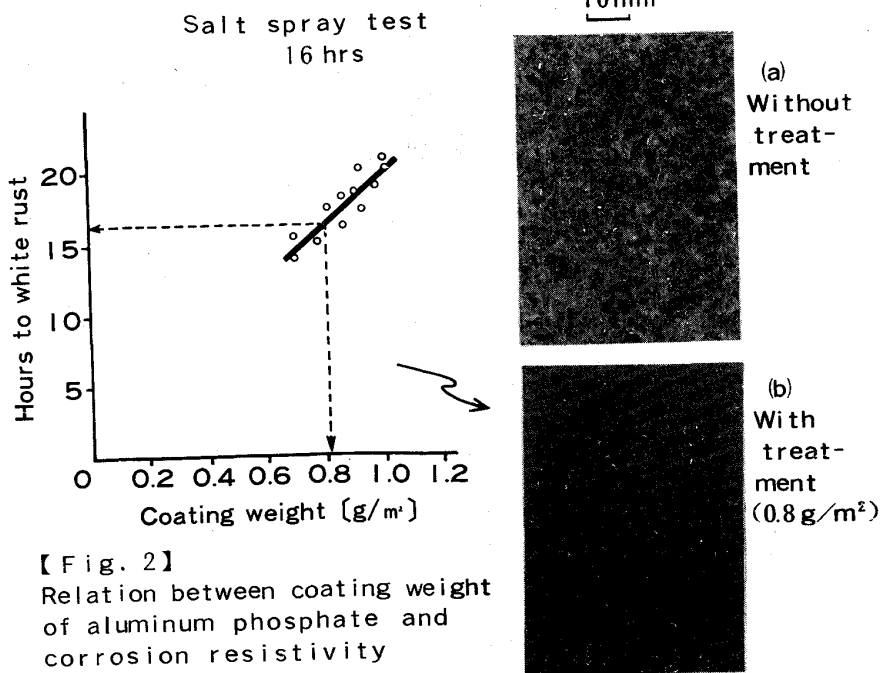 Salt spray test
16 hrs
10mm
Hours to white rust
20
15
10
5
0
0.2
0.4
0.6
0.8
1.0
1.2
Coating weight [g/m²]
(a)
Without
treat-
ment
(b)
With
treat-
ment
(0.8g/m²)
【Fig. 2】
Relation between coating weight
of aluminum phosphate and
corrosion resistivity